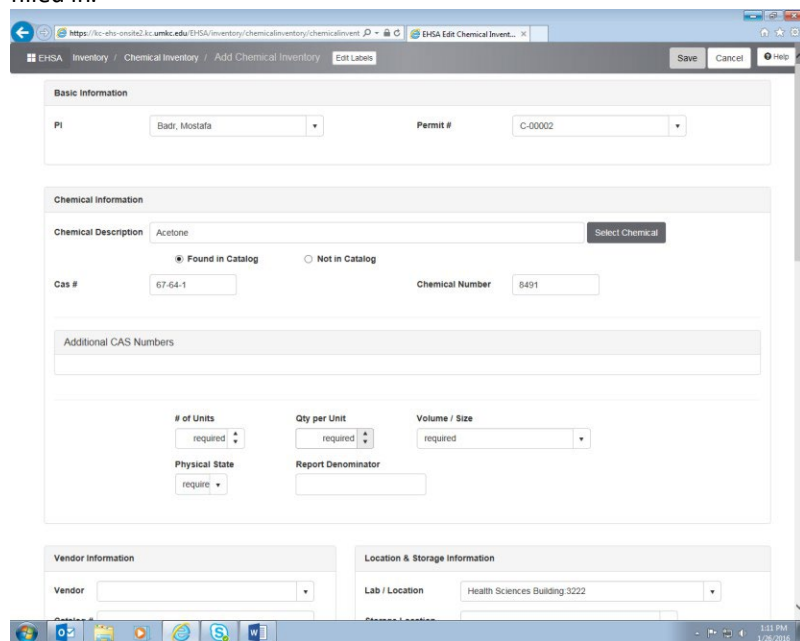 https://kc-ehs-onsite2.kc.umkc.edu/EHSA/inventory/chemicalinventory/chemicalinvent EHSA Edit Chemical Invent... ×
EHSA Inventory / Chemical Inventory / Add Chemical Inventory Edit Labels Save Cancel Help
Basic Information
PI Badr, Mostafa Permit # C-00002
Chemical Information
Chemical Description Acetone Select Chemical
Found in Catalog Not in Catalog
Cas # 67-64-1 Chemical Number 8491
Additional CAS Numbers
# of Units Qty per Unit Volume / Size
required required required
Physical State Report Denominator
require
Vendor Information Location & Storage Information
Vendor Lab / Location Health Sciences Building:3222
1:11 PM
1/26/2016